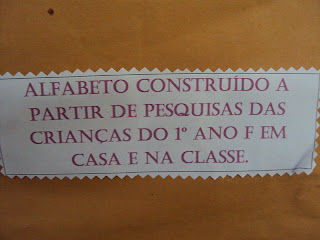 ALFABETO CONSTRUÍDO A
PARTIR DE PESQUISAS DAS
CRIANÇAS DO 1º ANO F EM
CASA E NA CLASSE.